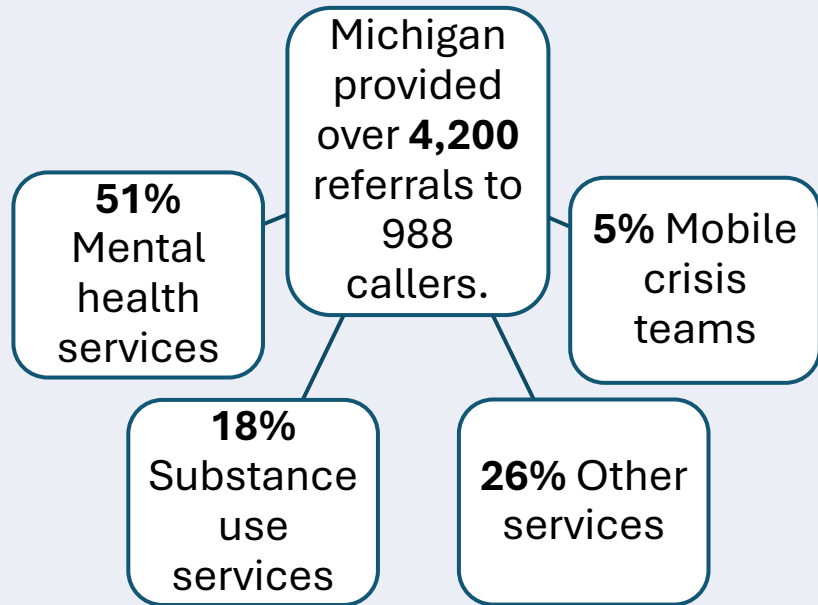 Michigan
provided
over 4,200
referrals to
988
callers.
51%
Mental
health
services
5% Mobile
crisis
teams
18%
Substance
use
services
26% Other
services